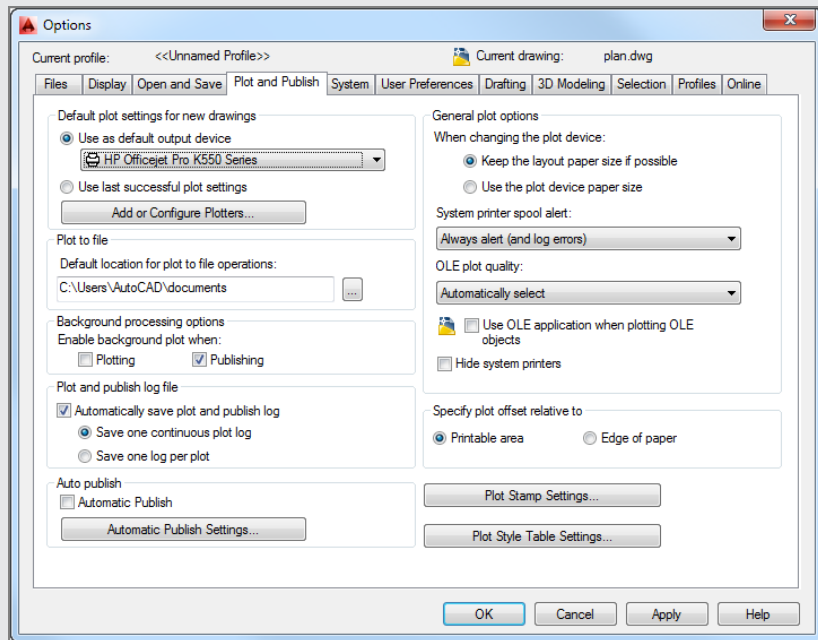 Options
Current profile: <<Unnamed Profile>> Current drawing: plan.dwg
Files Display Open and Save Plot and Publish System User Preferences Drafting 3D Modeling Selection Profiles Online
Default plot settings for new drawings
Use as default output device
HP Officejet Pro K550 Series
Use last successful plot settings
Add or Configure Plotters...
Plot to file
Default location for plot to file operations:
C:\Users\AutoCAD\documents
...
Background processing options
Enable background plot when:
Plotting Publishing
Plot and publish log file
Automatically save plot and publish log
Save one continuous plot log
Save one log per plot
Auto publish
Automatic Publish
Automatic Publish Settings...
General plot options
When changing the plot device:
Keep the layout paper size if possible
Use the plot device paper size
System printer spool alert:
Always alert (and log errors)
OLE plot quality:
Automatically select
Use OLE application when plotting OLE
objects
Hide system printers
Specify plot offset relative to
Printable area Edge of paper
Plot Stamp Settings...
Plot Style Table Settings...
OK Cancel Apply Help